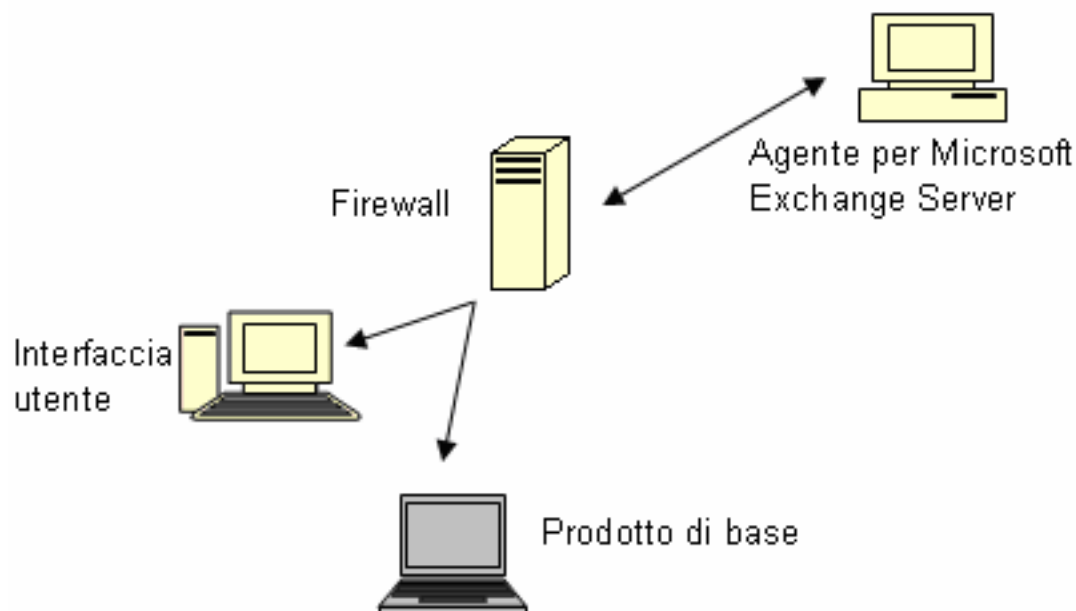 Agente per Microsoft
Exchange Server
Firewall
Interfaccia
utente
Prodotto di base